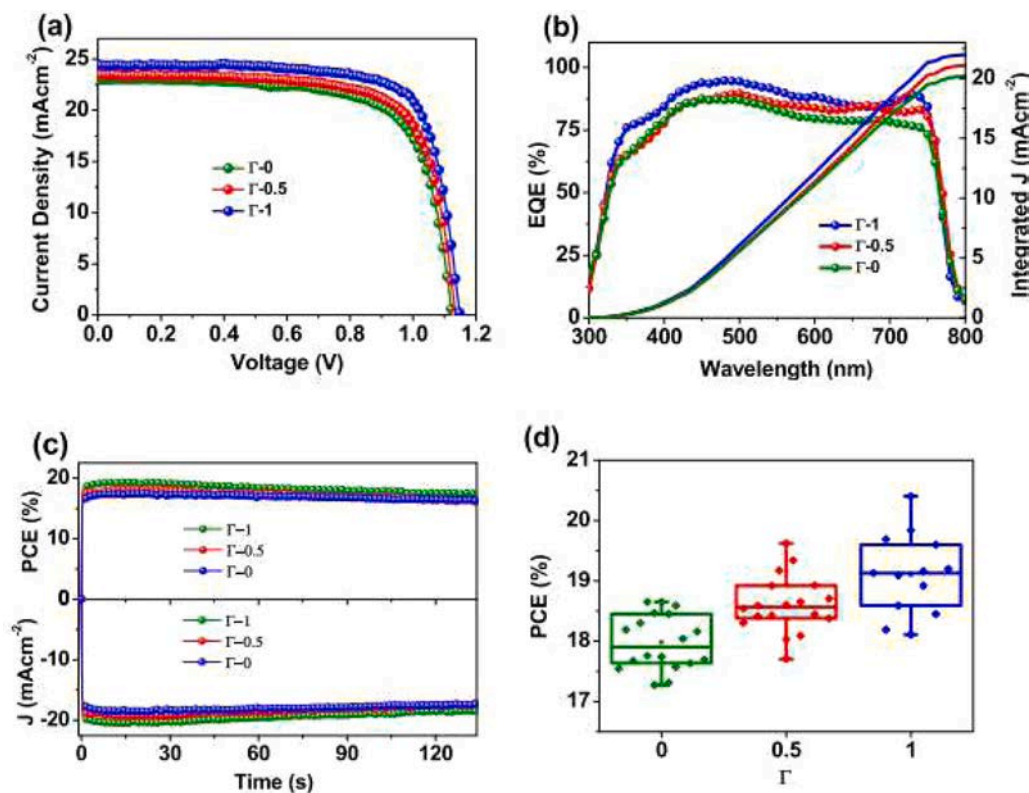 (a)
Current Density (mAcm⁻²)
25
20
15
10
5
0
Γ-0
Γ-0.5
Γ-1
0.0 0.2 0.4 0.6 0.8 1.0 1.2
Voltage (V)
(b)
EQE (%)
100
75
50
25
0
Γ-1
Γ-0.5
Γ-0
20
15
10
5
0
Integrated J (mAcm⁻²)
300 400 500 600 700 800
Wavelength (nm)
(c)
PCE (%)
20
10
0
Γ–1
Γ–0.5
Γ–0
J (mAcm⁻²)
-10
-20
Γ–1
Γ–0.5
Γ–0
0 30 60 90 120
Time (s)
(d)
PCE (%)
21
20
19
18
17
0 0.5 1
Γ